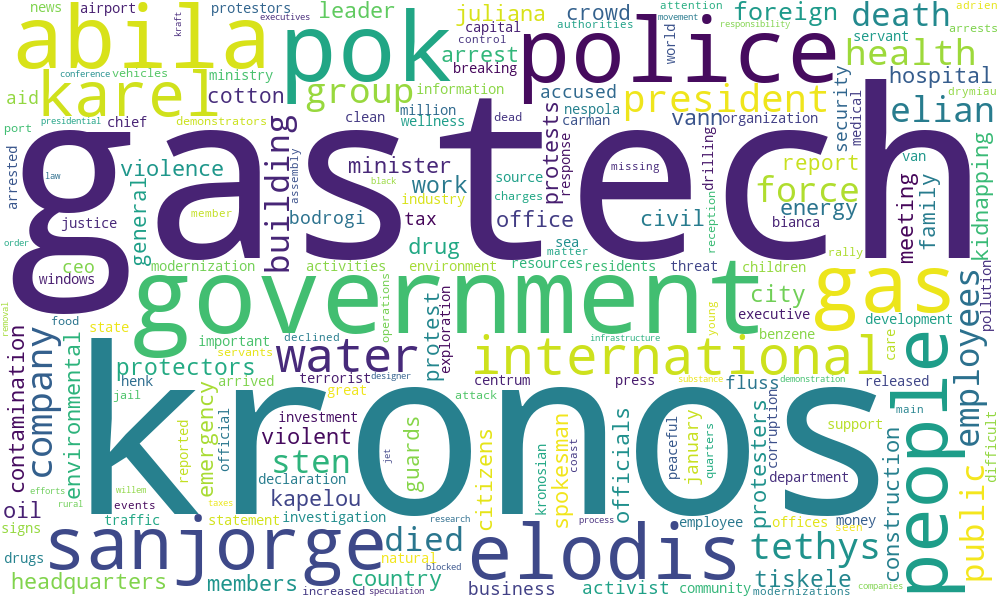 news
airport
protestors
executives
leader
juliana
crowd
foreign
death
adrien
abila
kraft
pok
police
capital
control
authorities
attention
movement
responsibility
servant
arrests
arrest
world
health
conference
vehicles
ministry
breaking
karel
cotton
group
information
accused
president
security
medical
hospital
aid
presidential
chief
demonstrators
million
wellness
clean
dead
nespola
carman
vann
organization
drymiau
elian
port
arrested
law
violence
building
assembly
gastech
minister
source
protests
response
missing
drilling
report
van
kidnapping
general
black
work
industry
charges
force
family
member
bodrogi
tax
office
civil
energy
meeting
justice
drug
sea
matter
reception
bianca
order
rally
ceo
modernization
activities
environment
resources
residents
threat
children
windows
government
gas
city
pollution
removal
food
state
important
servants
declined
operations
protest
exploration
young
infrastructure
executive
benzene
development
employees
contamination
company
environmental
protectors
water
international
care
people
henk
arrived
terrorist
designer
great
centrum
press
substance
fluss
demonstration
released
jail
kronos
attack
main
investment
support
difficult
reported
emergency
official
violent
guards
citizens
spokesman
officials
peaceful
january
quarters
protesters
corruption
sten
jet
kronosian
coast
department
construction
public
oil
efforts
rural
willem
events
taxes
declaration
kapelou
signs
traffic
statement
investigation
research
process
employee
offices
money
seen
sanjorge
died
elodis
tethys
drugs
natural
blocked
headquarters
members
country
business
activist
community
tiskele
companies
increased
speculation
modernizations